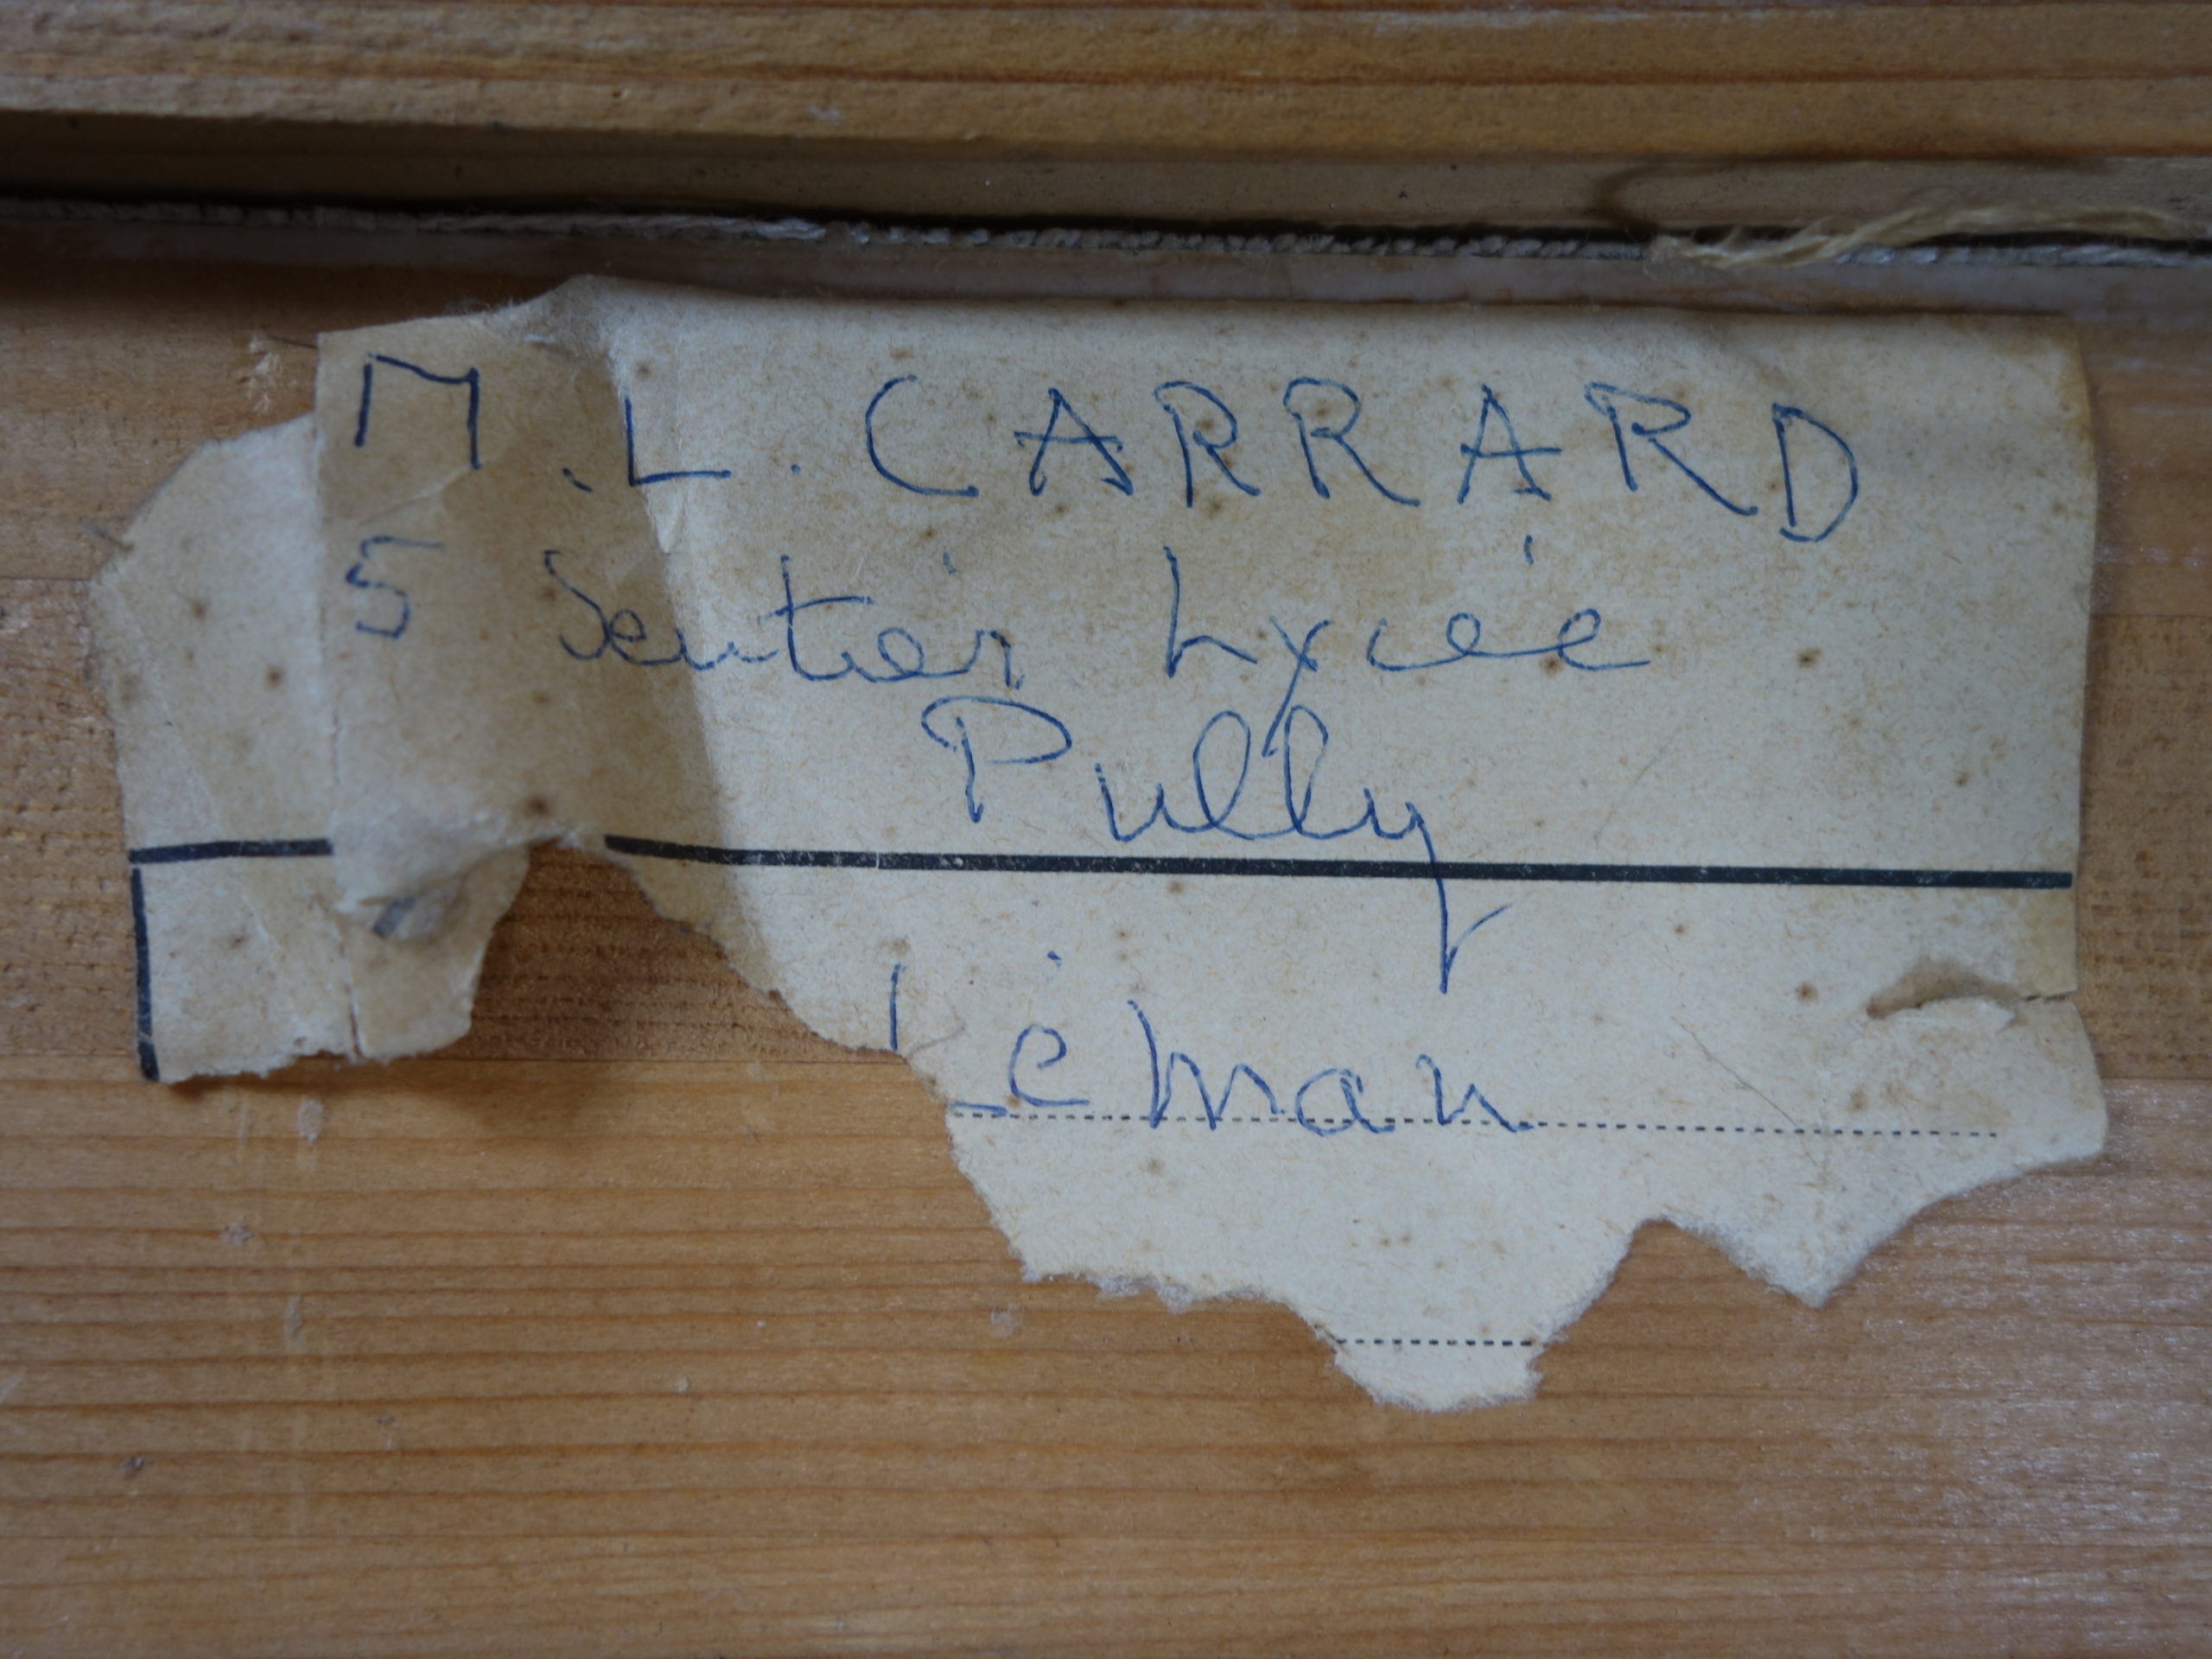 M.L. CARRARD
5 Sentier Lycée
Pully
Léman